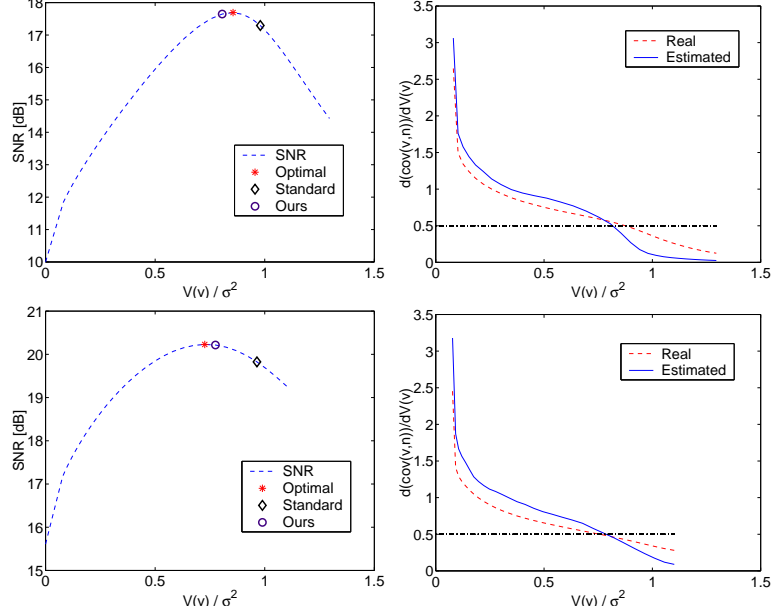 18
17
16
15
14
13
12
11
10
0
0.5
1
1.5
SNR [dB]
V(v) / σ²
SNR
Optimal
Standard
Ours
3.5
3
2.5
2
1.5
1
0.5
0
0
0.5
1
1.5
d(cov(v,n))/dV(v)
V(v) / σ²
Real
Estimated
21
20
19
18
17
16
15
0
0.5
1
1.5
SNR [dB]
V(v) / σ²
SNR
Optimal
Standard
Ours
3.5
3
2.5
2
1.5
1
0.5
0
0
0.5
1
1.5
d(cov(v,n))/dV(v)
V(v) / σ²
Real
Estimated